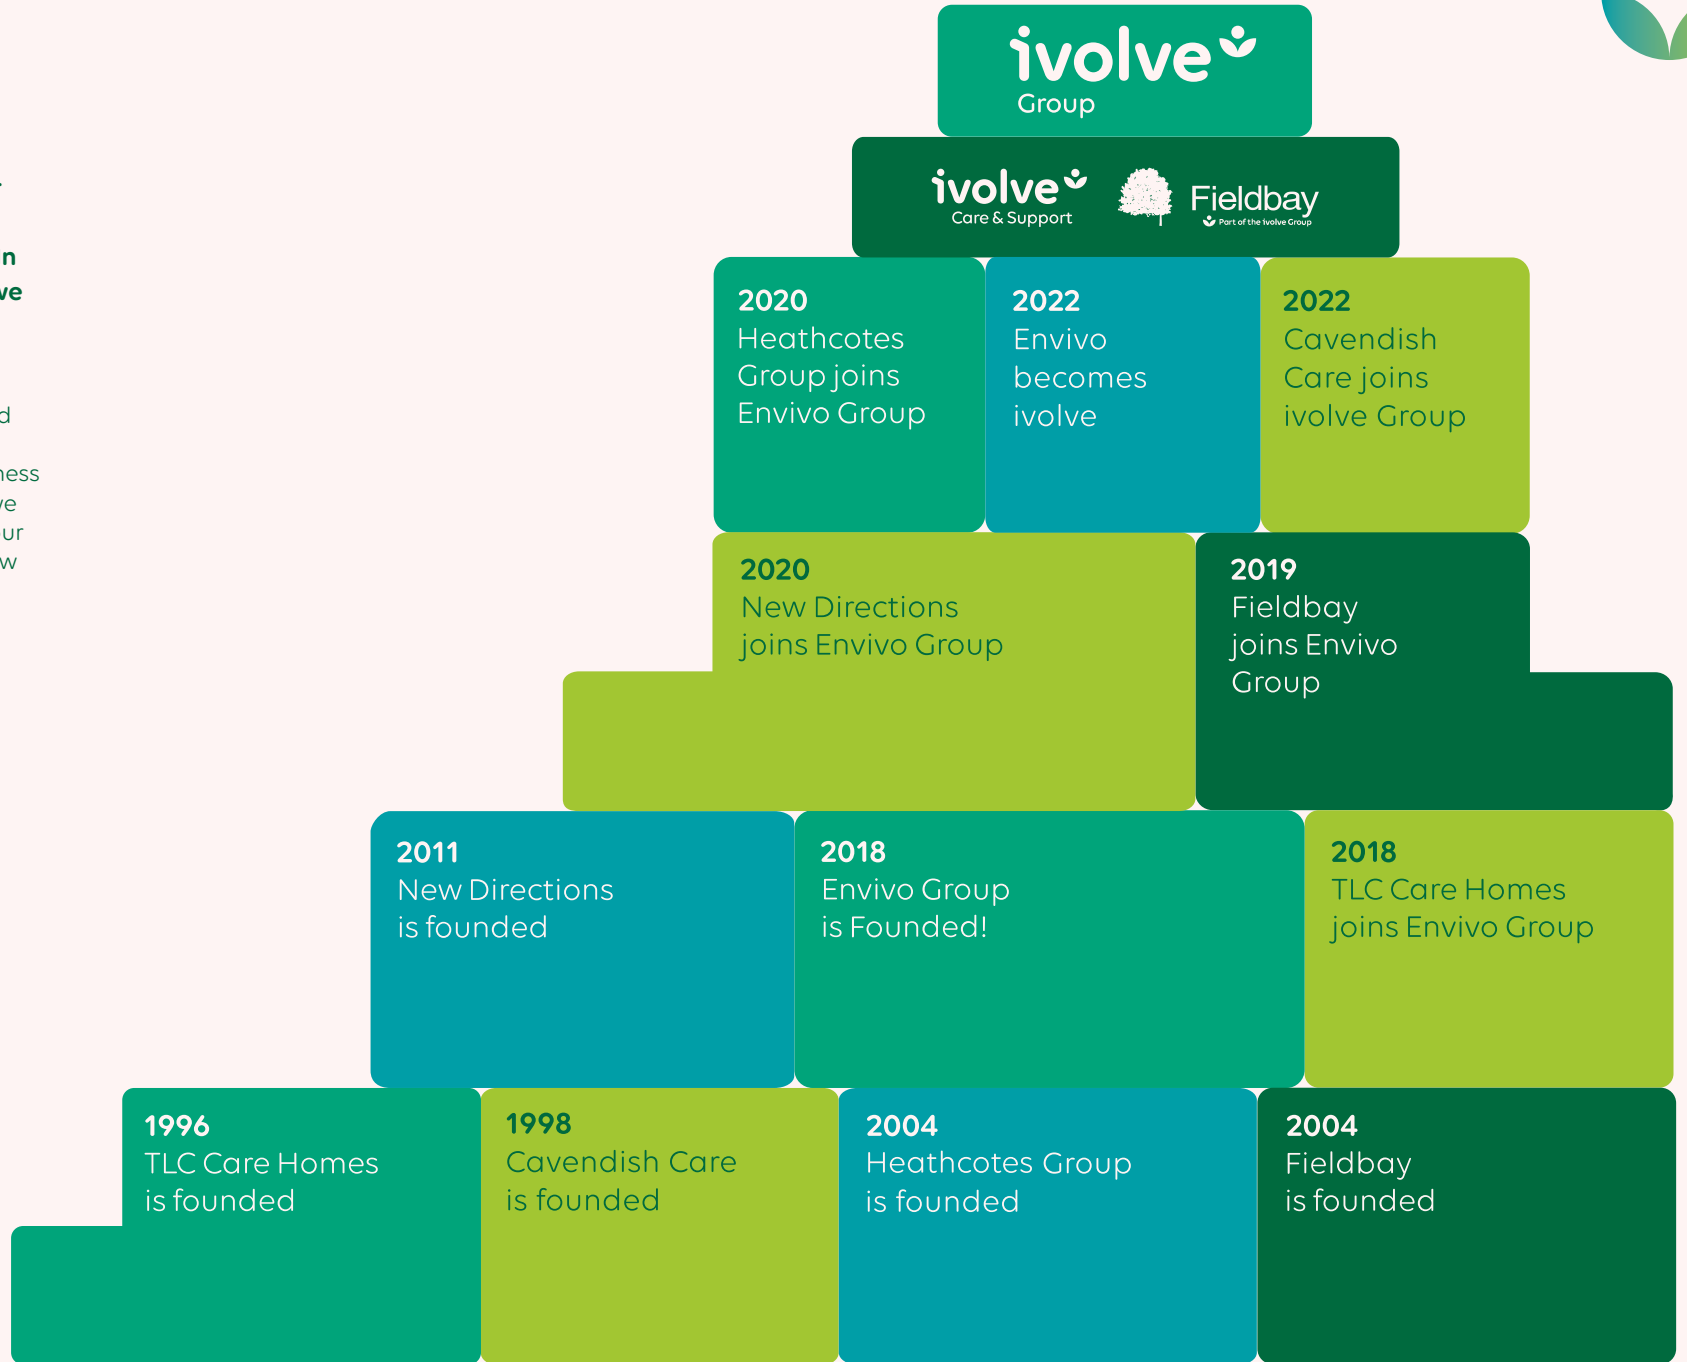 ivolve
Group
ivolve
Care & Support
Fieldbay
Part of the ivolve Group
2020
Heathcotes
Group joins
Envivo Group
2022
Envivo
becomes
ivolve
2022
Cavendish
Care joins
ivolve Group
2020
New Directions
joins Envivo Group
2019
Fieldbay
joins Envivo
Group
2011
New Directions
is founded
2018
Envivo Group
is Founded!
2018
TLC Care Homes
joins Envivo Group
1996
TLC Care Homes
is founded
1998
Cavendish Care
is founded
2004
Heathcotes Group
is founded
2004
Fieldbay
is founded